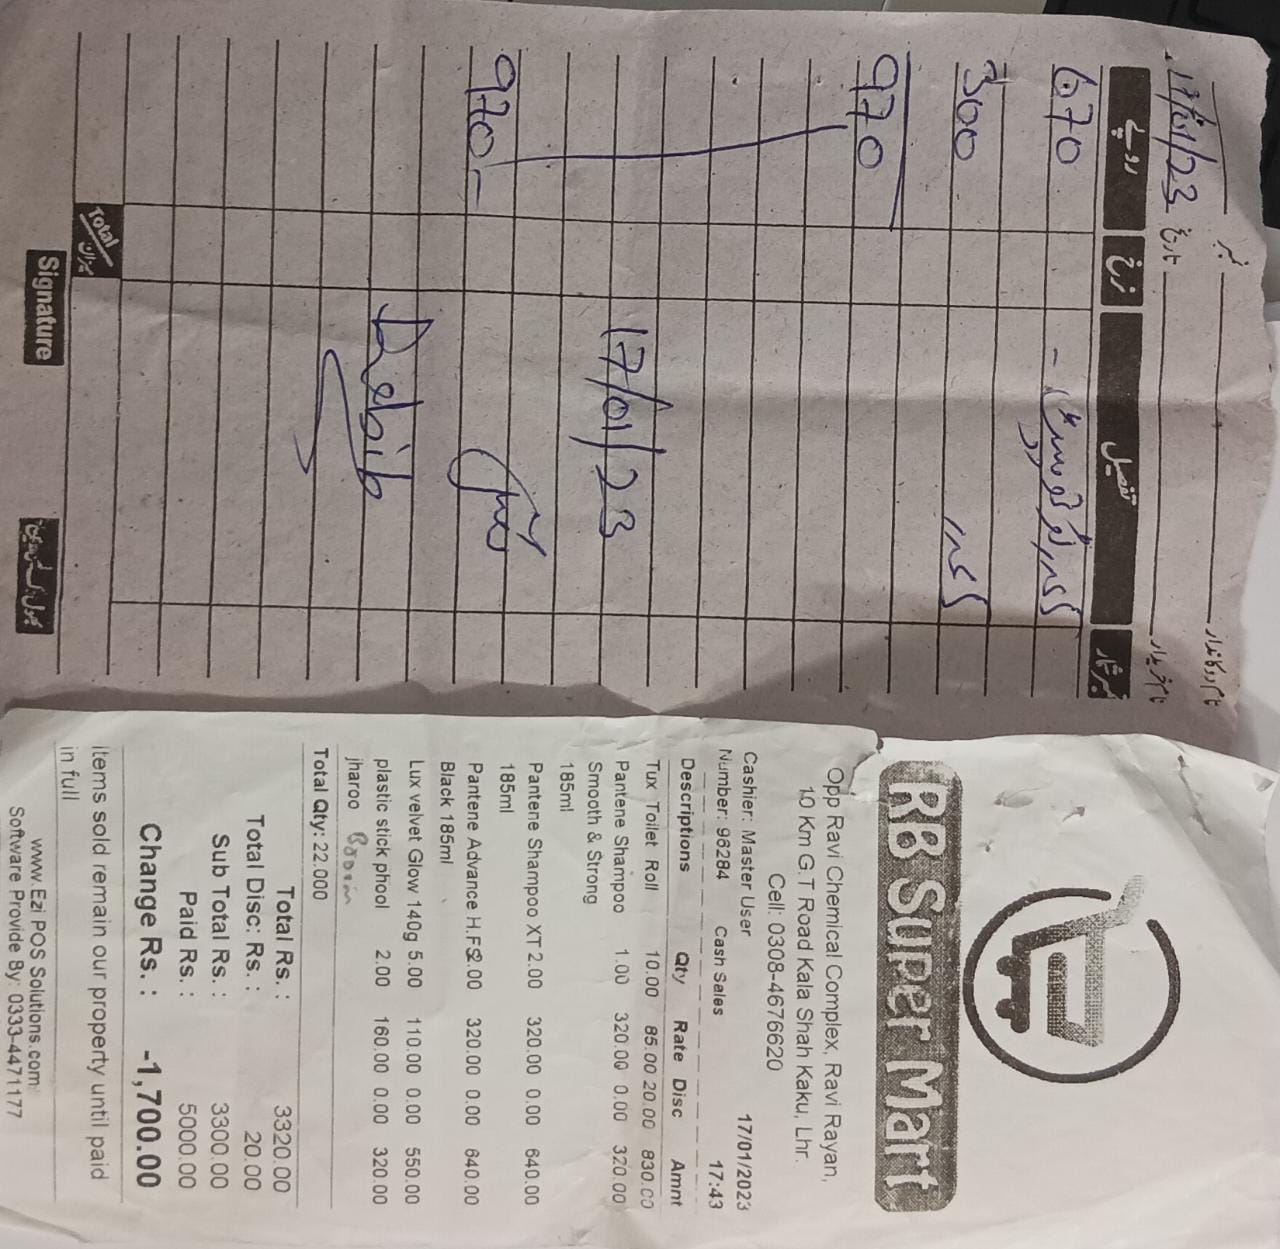 نمبر
17/01/23 تاریخ
نام دوکاندار
نام خریدار
نمبر شمار تفصیل نرخ روپے
670
300
970
17/01/23
970/-
Debib
Total میزان
Signature
RB Super Mart
Opp Ravi Chemical Complex, Ravi Rayan,
10 Km G.T Road Kala Shah Kaku, Lhr.
Cell: 0308-4676620
Cashier: Master User 17/01/2023
Number: 96284 Cash Sales 17:43
Descriptions Qty Rate Disc Amnt
Tux Toilet Roll 10.00 85.00 20.00 830.00
Pantene Shampoo 1.00 320.00 0.00 320.00
Smooth & Strong
185ml
Pantene Shampoo XT 2.00 320.00 0.00 640.00
185ml
Pantene Advance H.FS2.00 320.00 0.00 640.00
Black 185ml
Lux velvet Glow 140g 5.00 110.00 0.00 550.00
plastic stick phool 2.00 160.00 0.00 320.00
jharoo
Total Qty: 22.000
Total Rs. : 3320.00
Total Disc: Rs. : 20.00
Sub Total Rs. : 3300.00
Paid Rs. : 5000.00
Change Rs. : -1,700.00
items sold remain our property until paid
in full
www.Ezi POS Solutions.com
Software Provide By: 0333-4471177